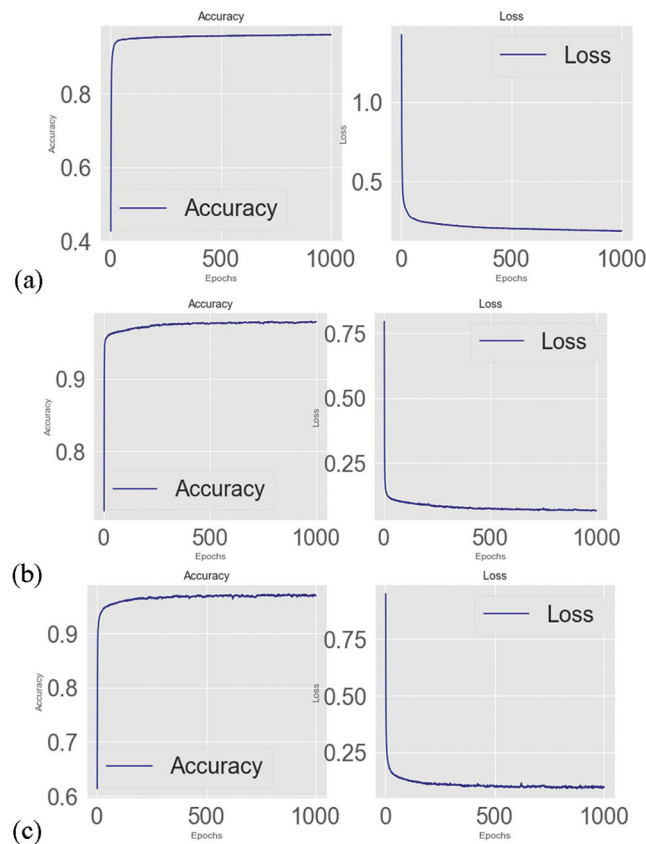 Accuracy Loss
0.8
0.6
0.4
Accuracy
Accuracy
0 500 1000
Epochs
1.0
0.5
Loss
Loss
0 500 1000
Epochs
(a)
Accuracy Loss
0.9
0.8
Accuracy
Accuracy
0 500 1000
Epochs
0.75
0.50
0.25
Loss
Loss
0 500 1000
Epochs
(b)
Accuracy Loss
0.9
0.8
0.7
0.6
Accuracy
Accuracy
0 500 1000
Epochs
0.75
0.50
0.25
Loss
Loss
0 500 1000
Epochs
(c)